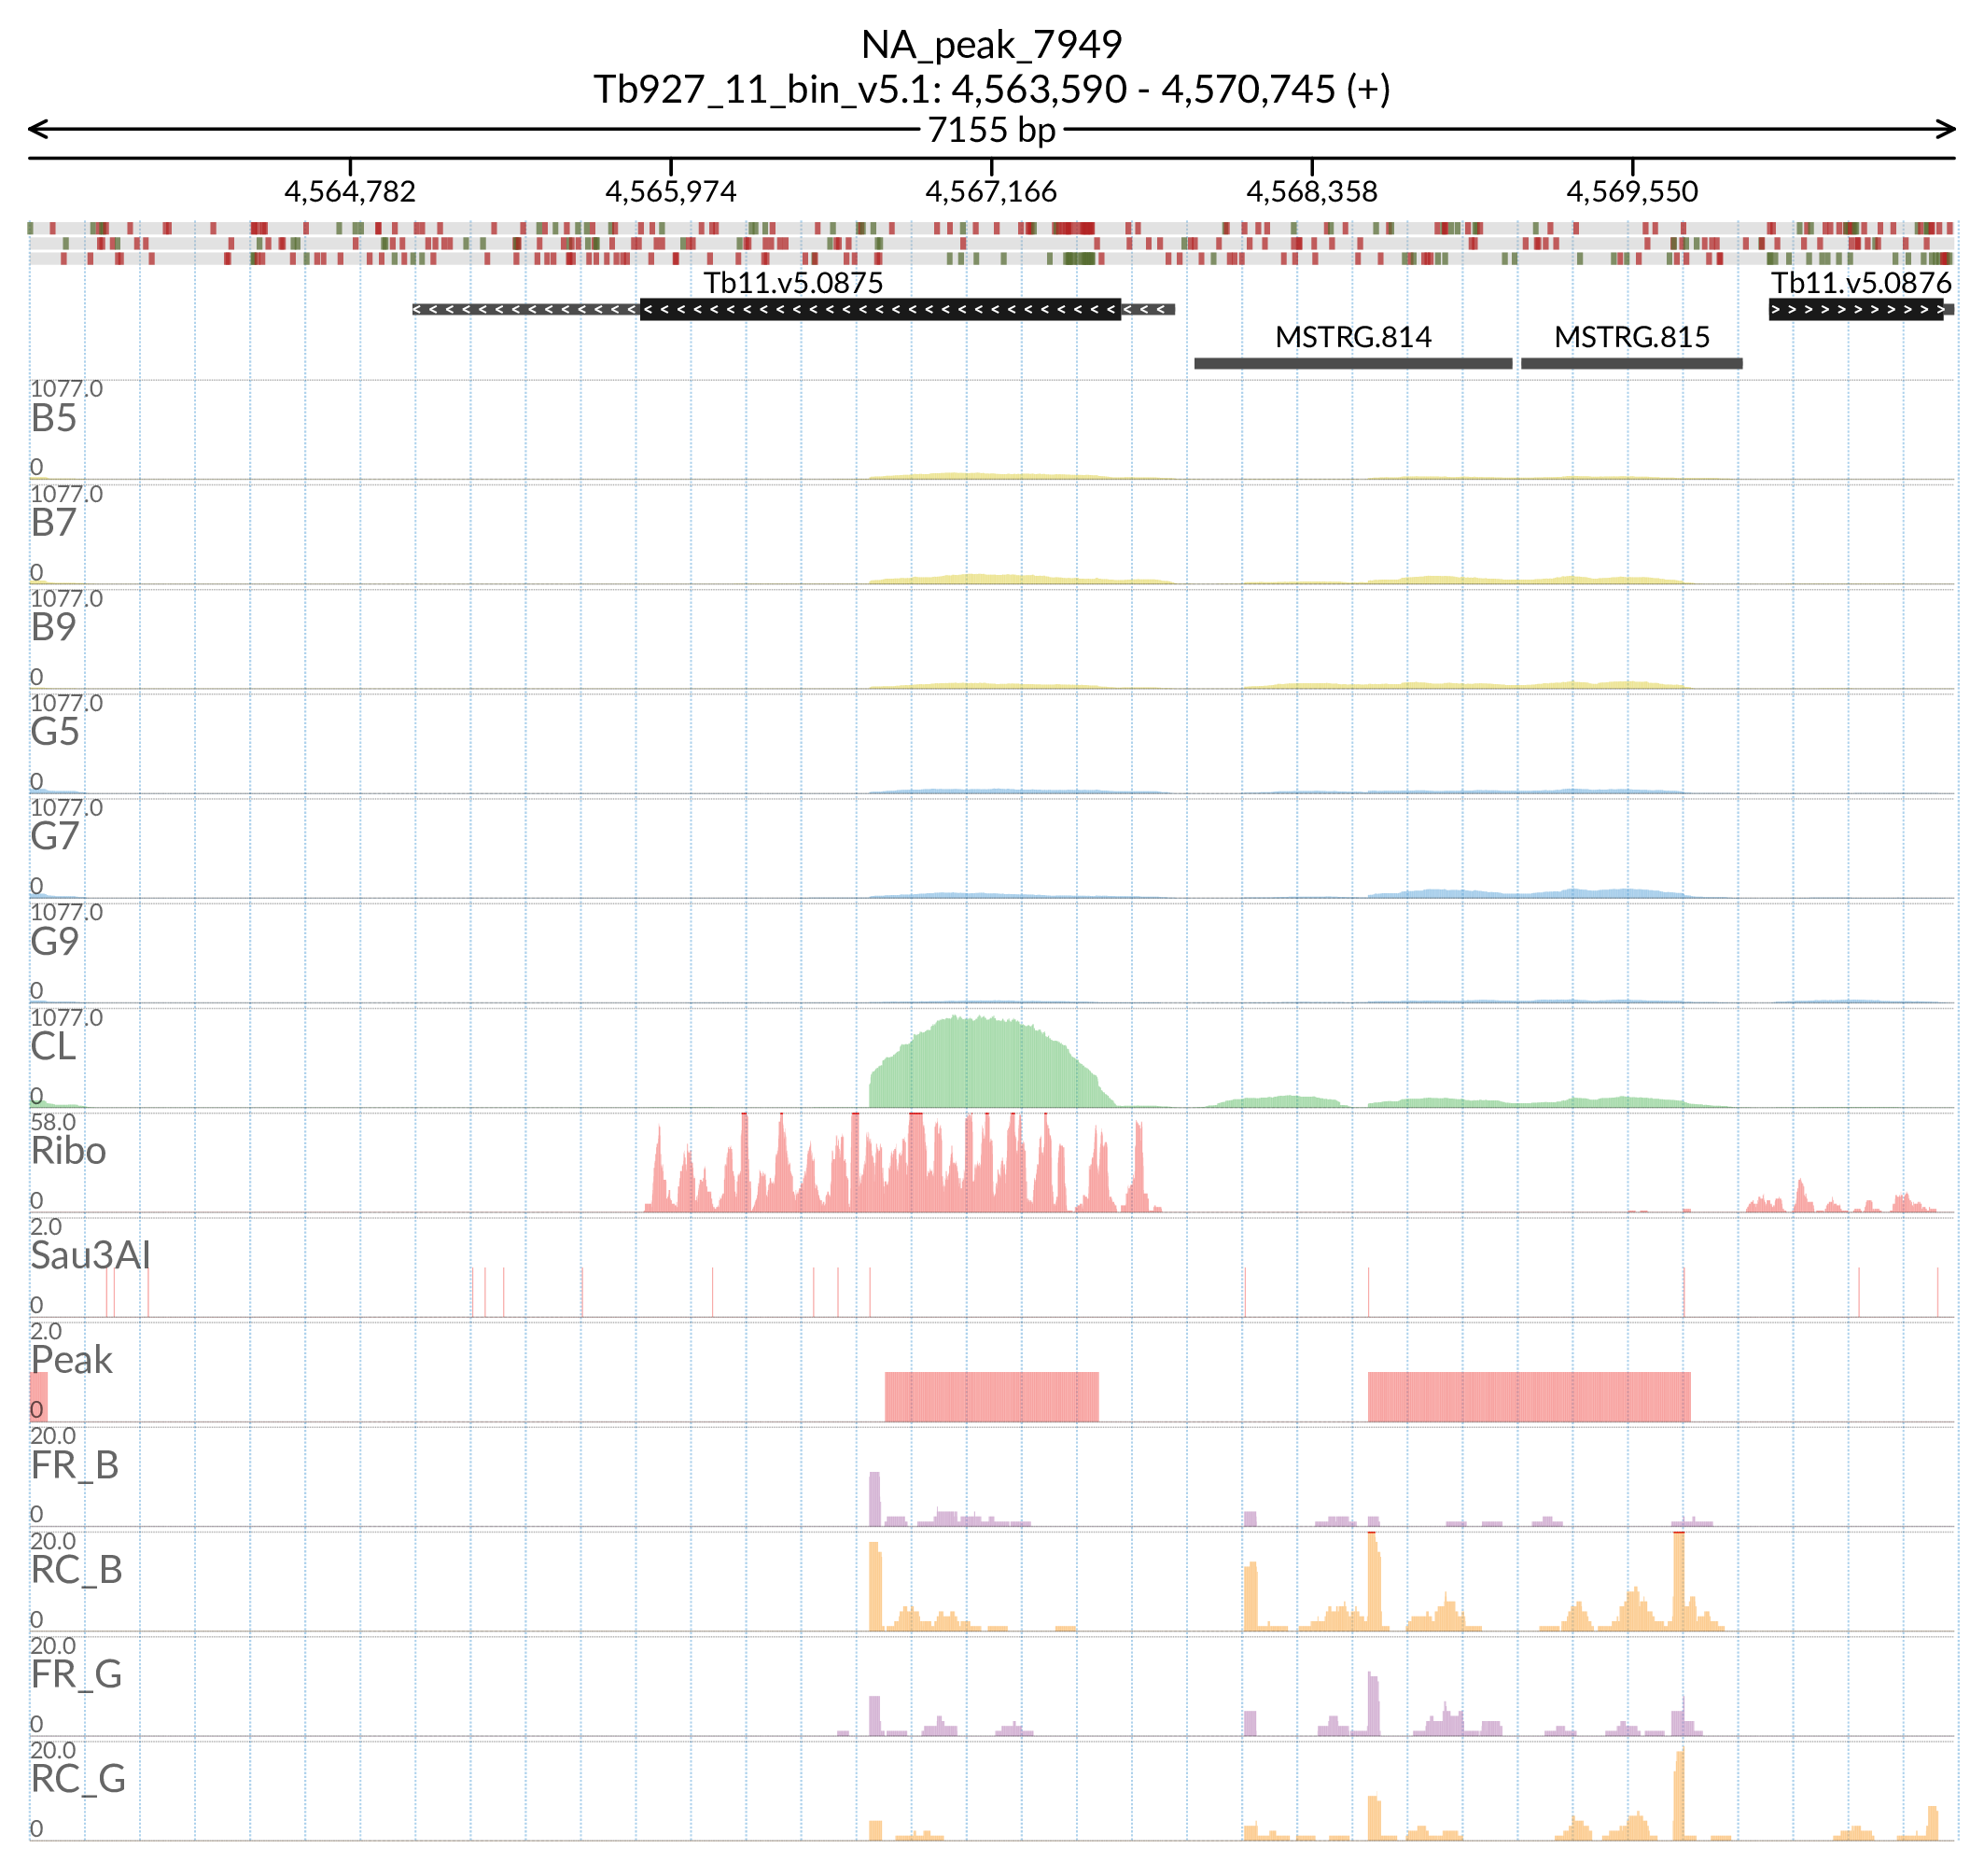 NA_peak_7949
Tb927_11_bin_v5.1: 4,563,590 - 4,570,745 (+)
7155 bp
4,564,782 4,565,974 4,567,166 4,568,358 4,569,550
Tb11.v5.0875 Tb11.v5.0876
MSTRG.814 MSTRG.815
1077.0
B5
0
1077.0
B7
0
1077.0
B9
0
1077.0
G5
0
1077.0
G7
0
1077.0
G9
0
1077.0
CL
0
58.0
Ribo
0
2.0
Sau3AI
0
2.0
Peak
0
20.0
FR_B
0
20.0
RC_B
0
20.0
FR_G
0
20.0
RC_G
0